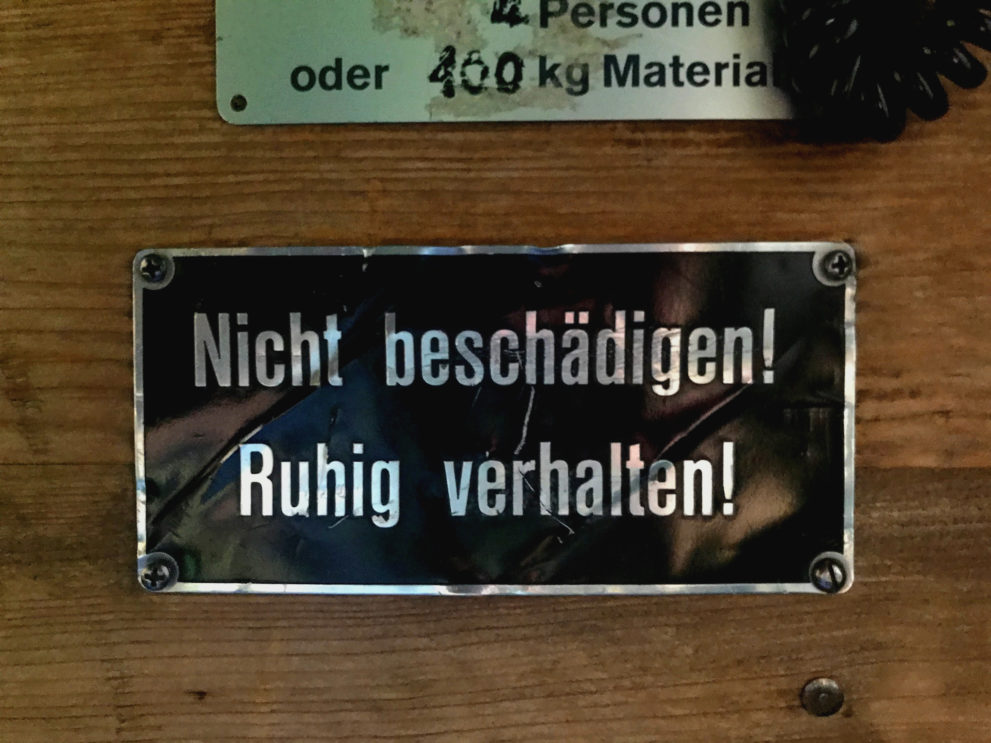 4 Personen
oder 400 kg Material
Nicht beschädigen!
Ruhig verhalten!